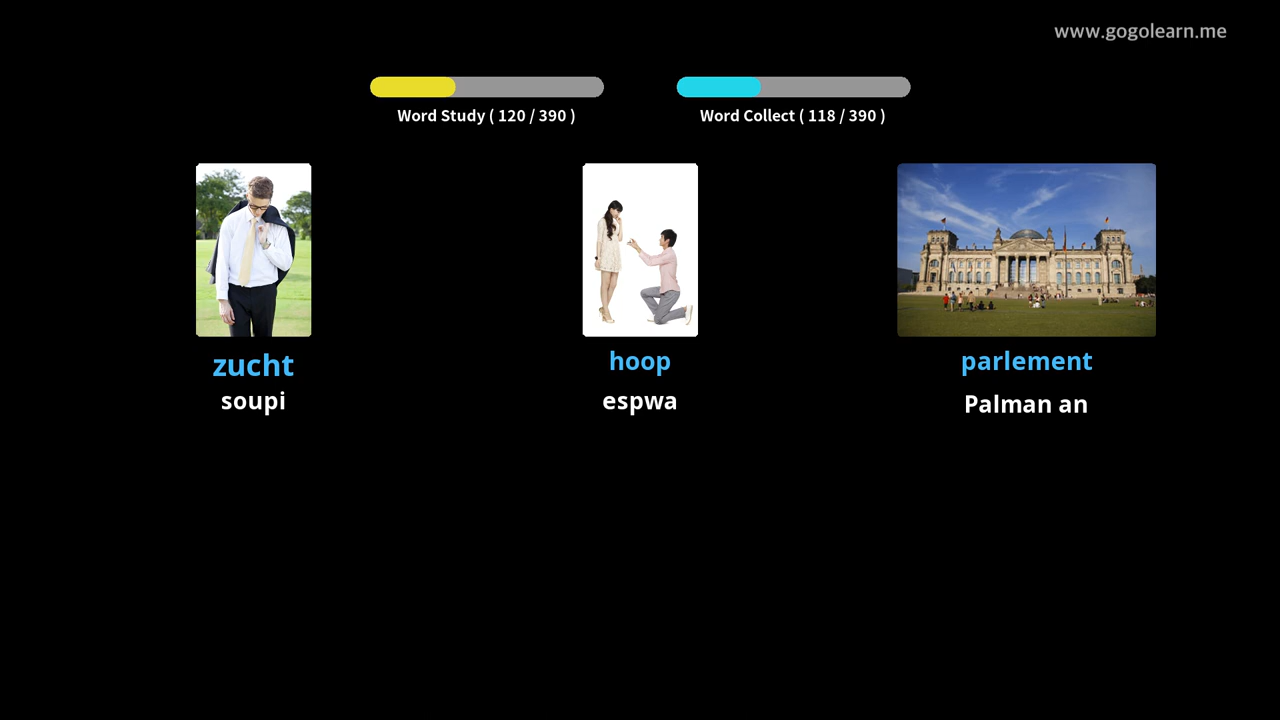 www.gogolearn.me
Word Study ( 120 / 390 )
Word Collect ( 118 / 390 )
zucht
soupi
hoop
espwa
parlement
Palman an